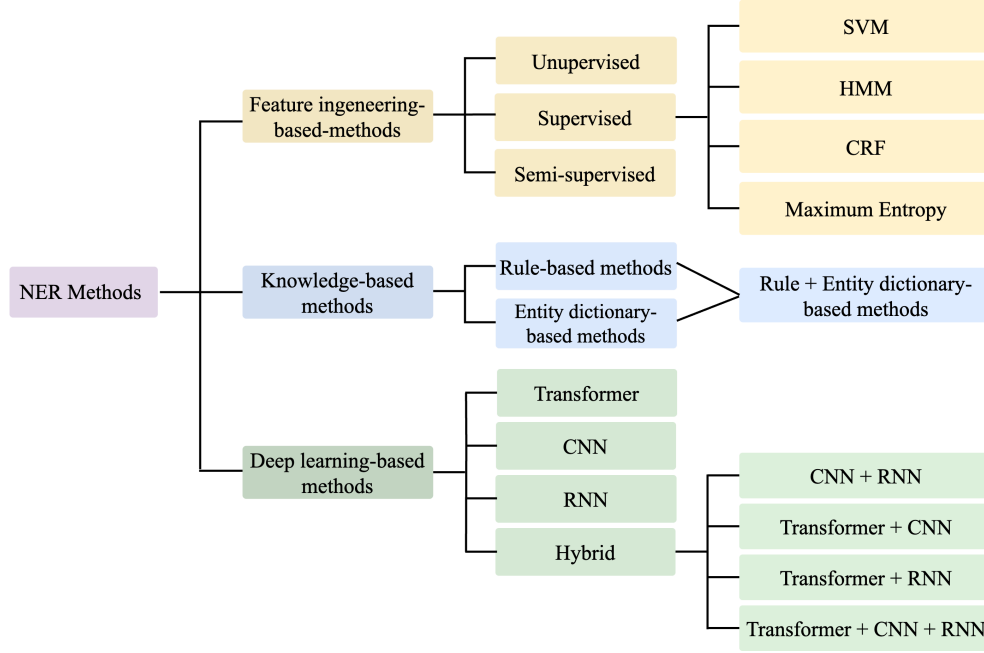 NER Methods
Feature ingeneering-
based-methods
Unupervised
Supervised
Semi-supervised
SVM
HMM
CRF
Maximum Entropy
Knowledge-based
methods
Rule-based methods
Entity dictionary-
based methods
Rule + Entity dictionary-
based methods
Deep learning-based
methods
Transformer
CNN
RNN
Hybrid
CNN + RNN
Transformer + CNN
Transformer + RNN
Transformer + CNN + RNN